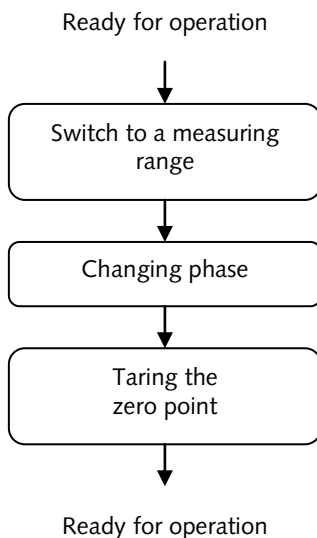 Ready for operation
Switch to a measuring
range
Changing phase
Taring the
zero point
Ready for operation